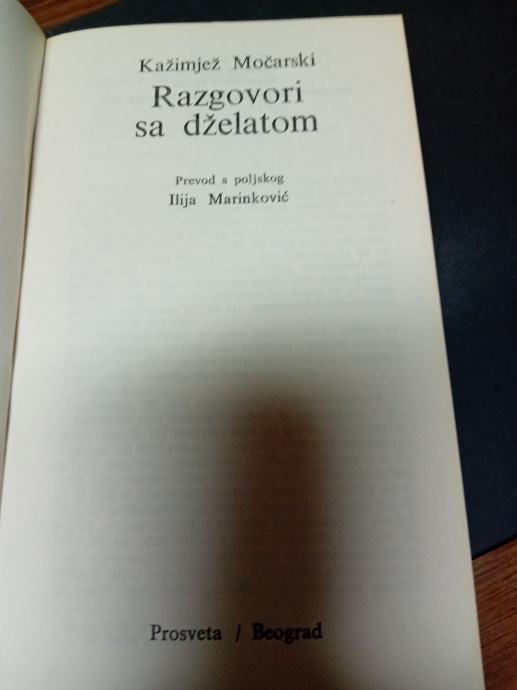 Kažimjež Močarski
Razgovori
sa dželatom
Prevod s poljskog
Ilija Marinković
Prosveta / Beograd